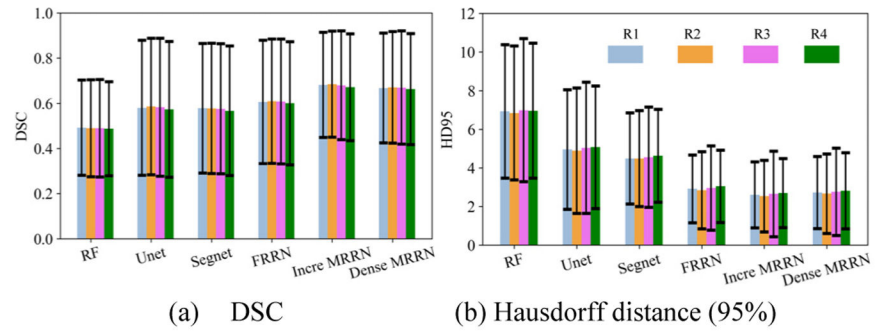 1.0
0.8
0.6
0.4
0.2
0.0
DSC
RF
Unet
Segnet
FRRN
Incre MRRN
Dense MRRN
(a) DSC
12
10
8
6
4
2
0
HD95
R1 R2 R3 R4
RF
Unet
Segnet
FRRN
Incre MRRN
Dense MRRN
(b) Hausdorff distance (95%)